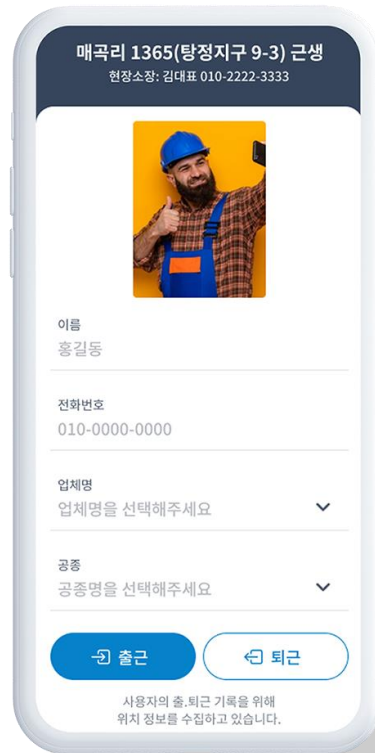 매곡리 1365(탕정지구 9-3) 근생
현장소장: 김대표 010-2222-3333
이름
홍길동
전화번호
010-0000-0000
업체명
업체명을 선택해주세요
공종
공종명을 선택해주세요
출근
퇴근
사용자의 출.퇴근 기록을 위해
위치 정보를 수집하고 있습니다.